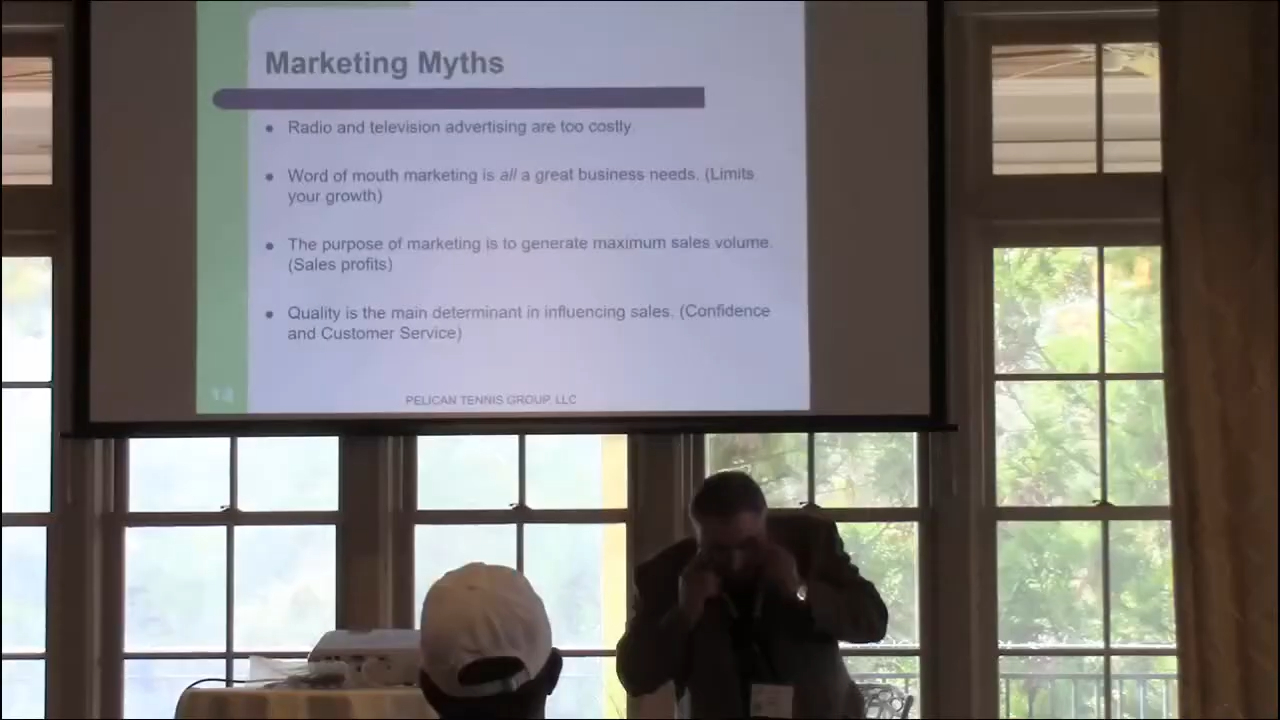 Marketing Myths
Radio and television advertising are too costly.
Word of mouth marketing is all a great business needs. (Limits
your growth)
The purpose of marketing is to generate maximum sales volume.
(Sales profits)
Quality is the main determinant in influencing sales. (Confidence
and Customer Service)
PELICAN TENNIS GROUP, LLC